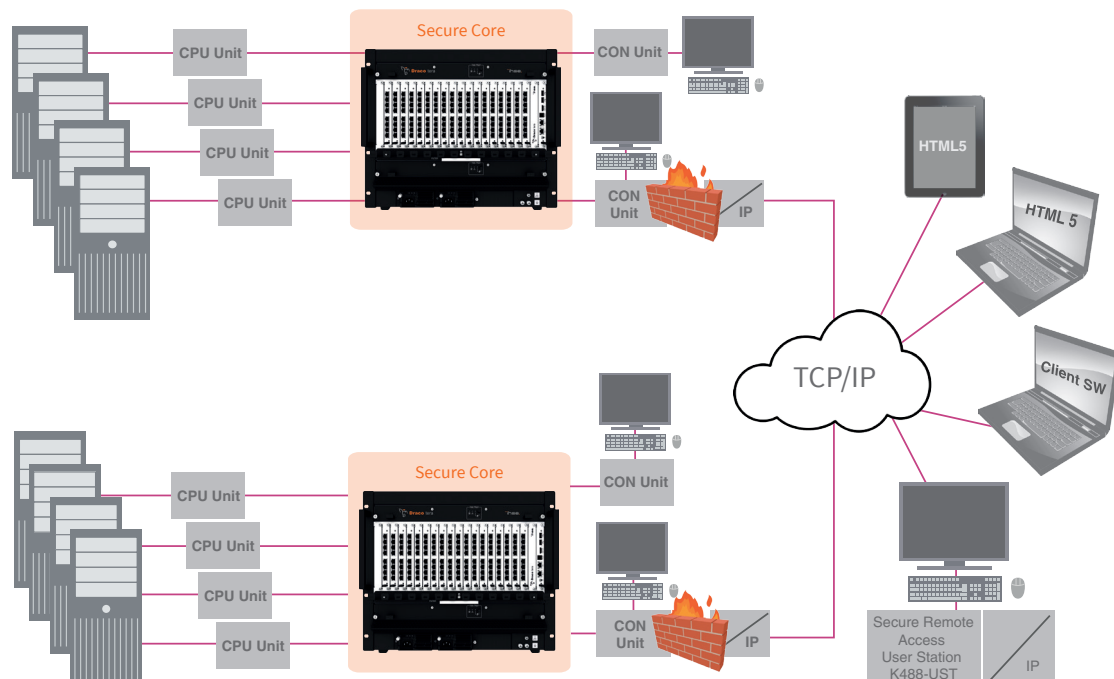 Secure Core
CPU Unit
CON Unit
CPU Unit
CPU Unit
CPU Unit
CON
Unit
IP
HTML5
HTML 5
TCP/IP
Client SW
Secure Core
CPU Unit
CON Unit
CPU Unit
CPU Unit
CPU Unit
CON
Unit
IP
Secure Remote
Access
User Station
K488-UST
IP